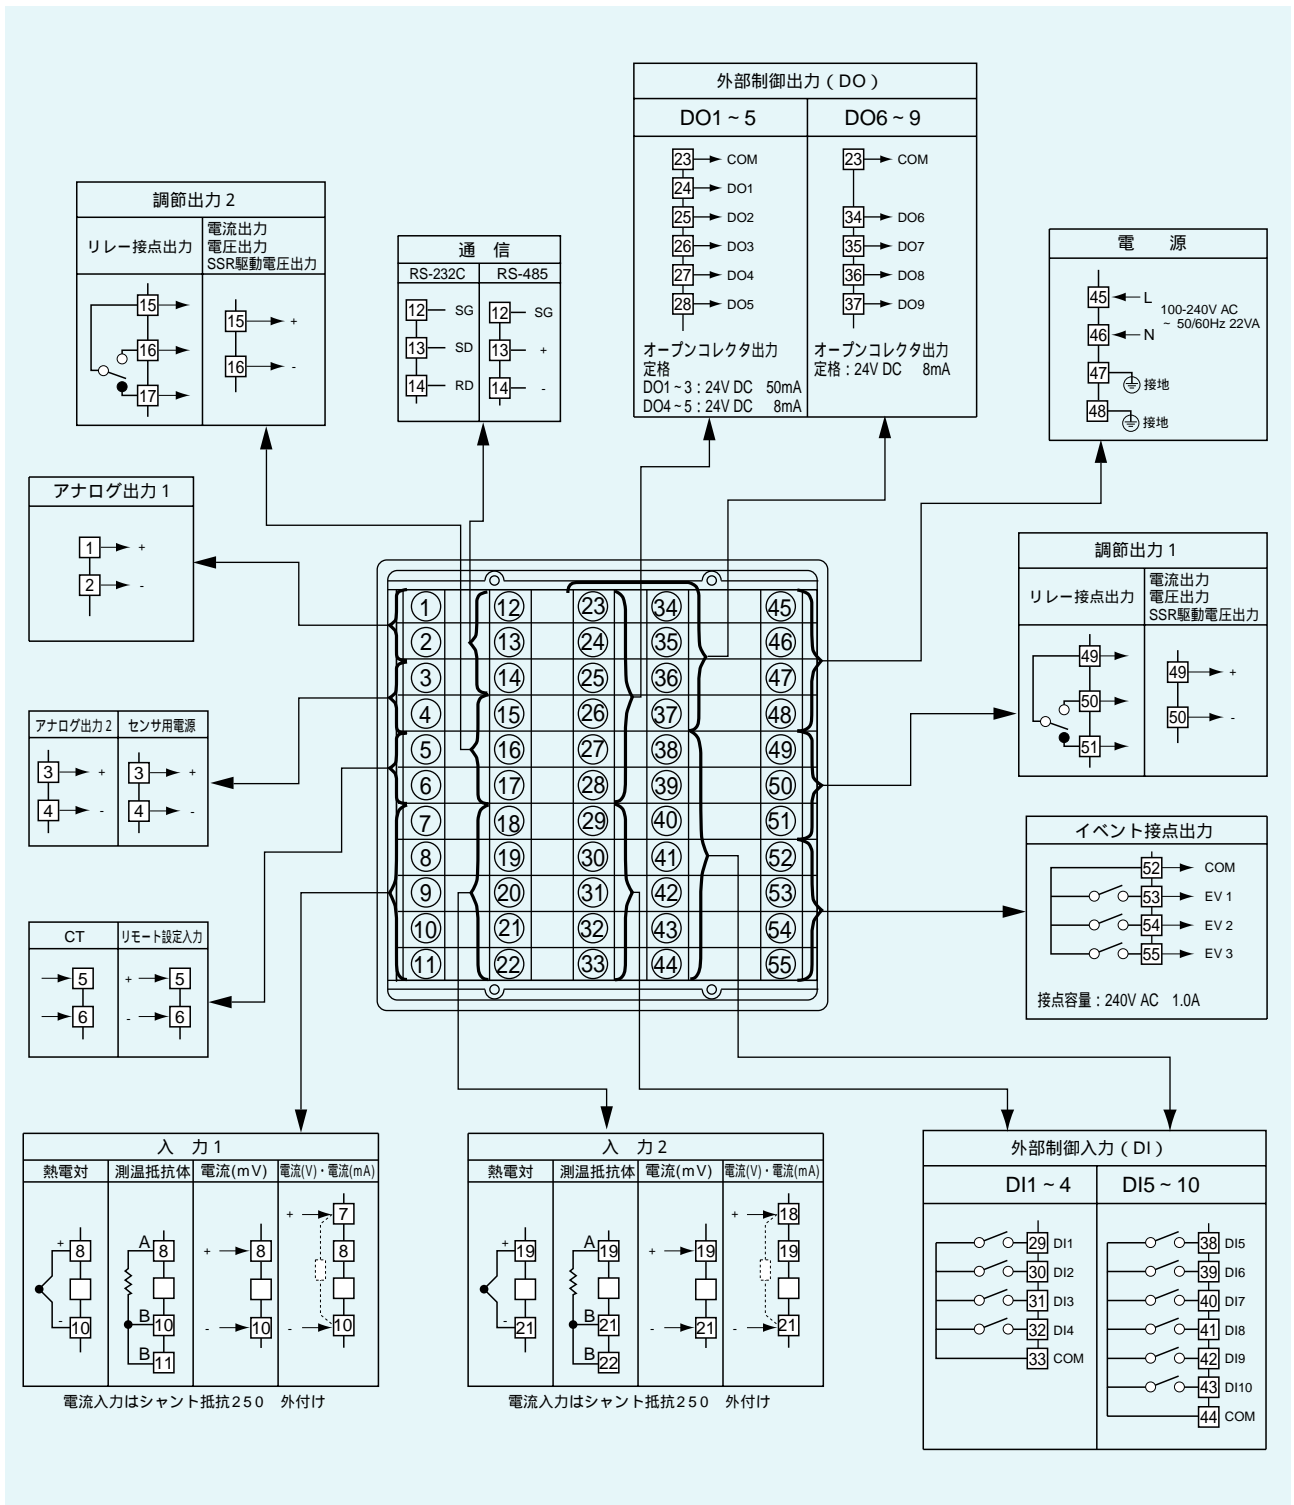 外部制御出力 ( DO )
DO1 ~ 5
DO6 ~ 9
23 COM
24 DO1
25 DO2
26 DO3
27 DO4
28 DO5
オープンコレクタ出力
定格
DO1 ~ 3 : 24V DC 50mA
DO4 ~ 5 : 24V DC 8mA
23 COM
34 DO6
35 DO7
36 DO8
37 DO9
オープンコレクタ出力
定格 : 24V DC 8mA
調節出力 2
リレー接点出力
電流出力
電圧出力
SSR駆動電圧出力
15
16
17
15 +
16 -
通 信
RS-232C
RS-485
12 SG
13 SD
14 RD
12 SG
13 +
14 -
電 源
45 L
46 N
100-240V AC
~ 50/60Hz 22VA
47 接地
48 接地
アナログ出力 1
1 +
2 -
調節出力 1
リレー接点出力
電流出力
電圧出力
SSR駆動電圧出力
49
50
51
49 +
50 -
1 12 23 34 45
2 13 24 35 46
3 14 25 36 47
4 15 26 37 48
5 16 27 38 49
6 17 28 39 50
7 18 29 40 51
8 19 30 41 52
9 20 31 42 53
10 21 32 43 54
11 22 33 44 55
アナログ出力 2
センサ用電源
3 + 3 +
4 - 4 -
イベント接点出力
52 COM
53 EV 1
54 EV 2
55 EV 3
接点容量 : 240V AC 1.0A
CT
リモート設定入力
5 + 5
6 - 6
入 力 1
熱電対
測温抵抗体
電流(mV)
電流(V)・電流(mA)
+ 8
- 10
A 8
B 10
B 11
+ 8
- 10
+ 7
8
- 10
電流入力はシャント抵抗250 外付け
入 力 2
熱電対
測温抵抗体
電流(mV)
電流(V)・電流(mA)
+ 19
- 21
A 19
B 21
B 22
+ 19
- 21
+ 18
19
- 21
電流入力はシャント抵抗250 外付け
外部制御入力 ( DI )
DI1 ~ 4
DI5 ~ 10
29 DI1
30 DI2
31 DI3
32 DI4
33 COM
38 DI5
39 DI6
40 DI7
41 DI8
42 DI9
43 DI10
44 COM